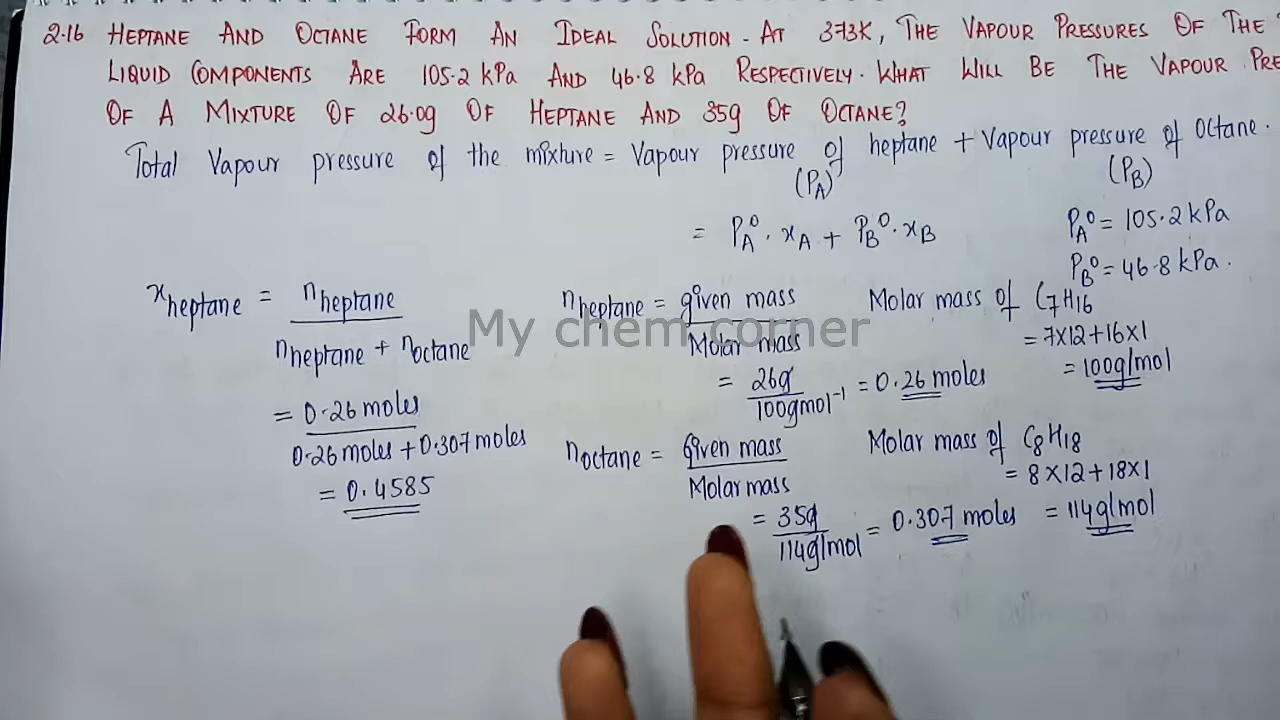 2.16 HEPTANE AND OCTANE FORM AN IDEAL SOLUTION. AT 373K, THE VAPOUR PRESSURES OF THE
LIQUID COMPONENTS ARE 105.2 kPa AND 46.8 kPa RESPECTIVELY. WHAT WILL BE THE VAPOUR PRE
OF A MIXTURE OF 26.0g OF HEPTANE AND 35g OF OCTANE?
Total Vapour pressure of the mixture = Vapour pressure of heptane + Vapour pressure of Octane.
(PA) (PB)
= PA⁰ . xA + PB⁰ . xB
PA⁰ = 105.2 kPa
PB⁰ = 46.8 kPa.
xheptane = nheptane
nheptane + noctane
= 0.26 moles
0.26 moles + 0.307 moles
= 0.4585
nheptane = given mass
Molar mass
= 26g
100gmol⁻¹ = 0.26 moles
Molar mass of C7H16
= 7x12+16x1
= 100g/mol
noctane = Given mass
Molar mass
= 35g
114g/mol = 0.307 moles
Molar mass of C8H18
= 8x12+18x1
= 114g/mol
My chem corner